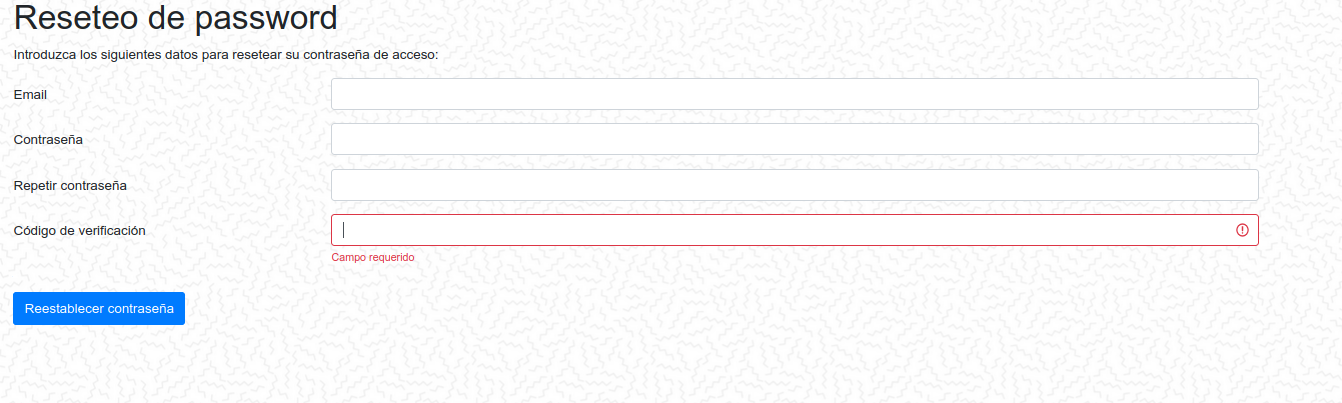 Reseteo de password
Introduzca los siguientes datos para resetear su contraseña de acceso:
Email
Contraseña
Repetir contraseña
Código de verificación
Campo requerido
Reestablecer contraseña